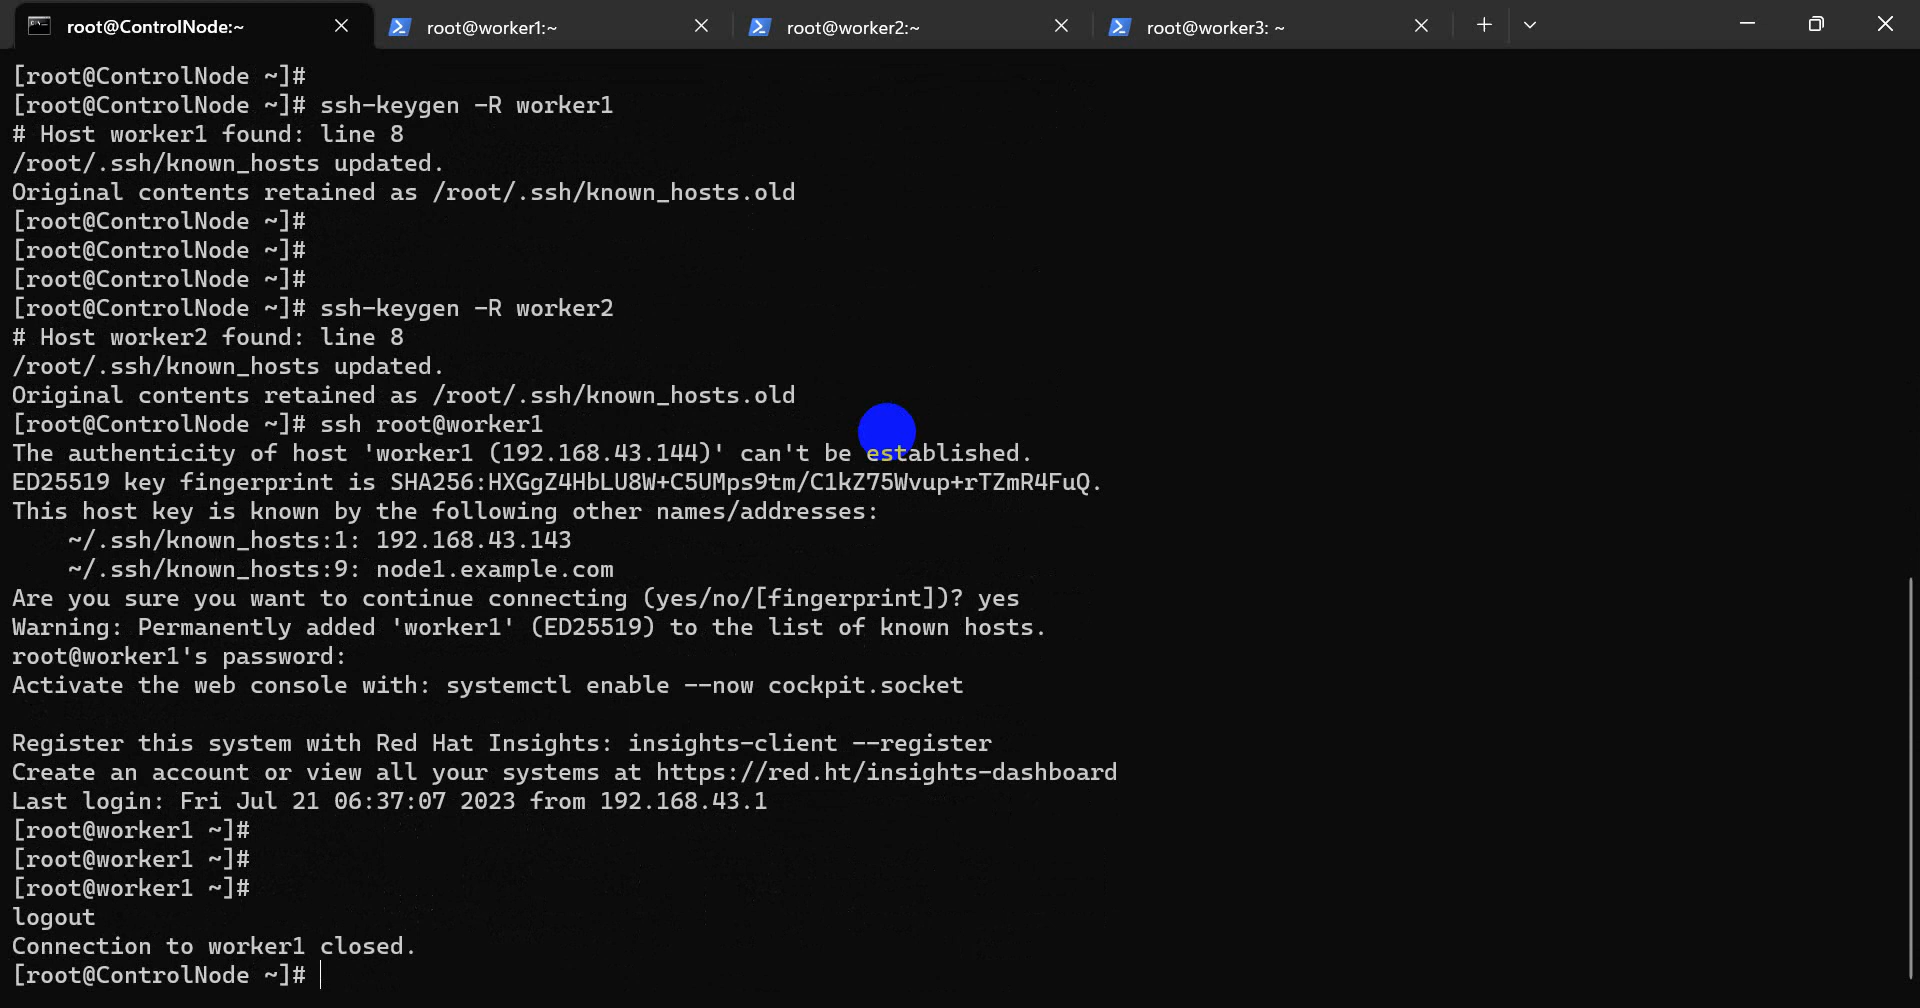 root@ControlNode:~
root@worker1:~
root@worker2:~
root@worker3: ~
[root@ControlNode ~]#
[root@ControlNode ~]# ssh-keygen -R worker1
# Host worker1 found: line 8
/root/.ssh/known_hosts updated.
Original contents retained as /root/.ssh/known_hosts.old
[root@ControlNode ~]#
[root@ControlNode ~]#
[root@ControlNode ~]#
[root@ControlNode ~]# ssh-keygen -R worker2
# Host worker2 found: line 8
/root/.ssh/known_hosts updated.
Original contents retained as /root/.ssh/known_hosts.old
[root@ControlNode ~]# ssh root@worker1
The authenticity of host 'worker1 (192.168.43.144)' can't be established.
ED25519 key fingerprint is SHA256:HXGgZ4HbLU8W+C5UMps9tm/C1kZ75Wvup+rTZmR4FuQ.
This host key is known by the following other names/addresses:
    ~/.ssh/known_hosts:1: 192.168.43.143
    ~/.ssh/known_hosts:9: node1.example.com
Are you sure you want to continue connecting (yes/no/[fingerprint])? yes
Warning: Permanently added 'worker1' (ED25519) to the list of known hosts.
root@worker1's password:
Activate the web console with: systemctl enable --now cockpit.socket

Register this system with Red Hat Insights: insights-client --register
Create an account or view all your systems at https://red.ht/insights-dashboard
Last login: Fri Jul 21 06:37:07 2023 from 192.168.43.1
[root@worker1 ~]#
[root@worker1 ~]#
[root@worker1 ~]#
logout
Connection to worker1 closed.
[root@ControlNode ~]#